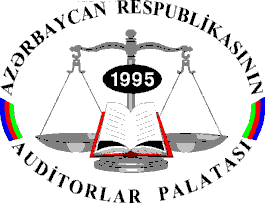 AZƏRBAYCAN RESPUBLİKASININ
1995
AUDİTORLAR PALATASI